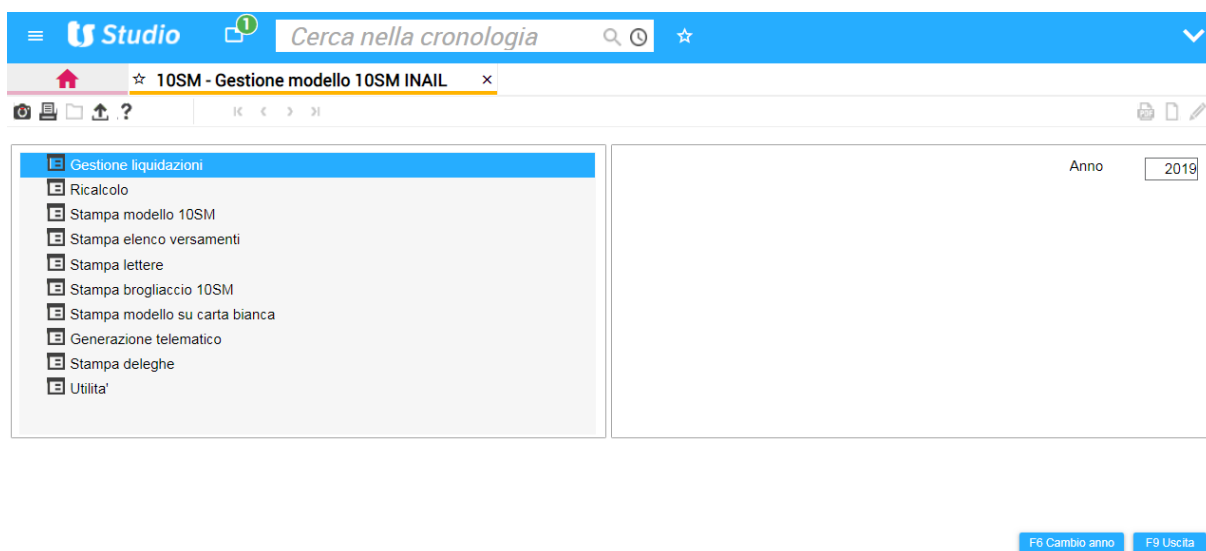 TS Studio 1 Cerca nella cronologia
10SM - Gestione modello 10SM INAIL ×
?
Gestione liquidazioni
Anno 2019
Ricalcolo
Stampa modello 10SM
Stampa elenco versamenti
Stampa lettere
Stampa brogliaccio 10SM
Stampa modello su carta bianca
Generazione telematico
Stampa deleghe
Utilita'
F6 Cambio anno F9 Uscita